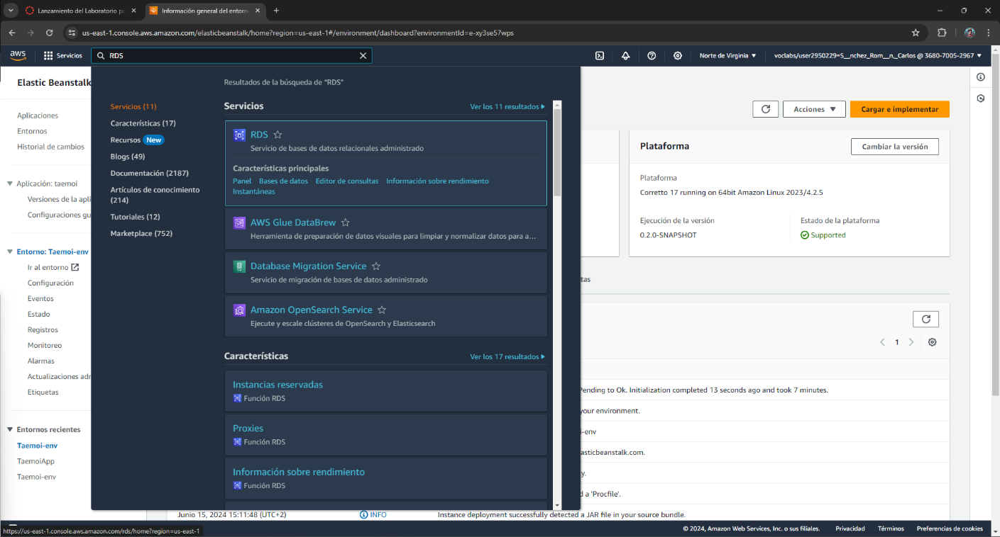 Lanzamiento del Laboratorio pa
Información general del entorn
us-east-1.console.aws.amazon.com/elasticbeanstalk/home?region=us-east-1#/environment/dashboard?environmentId=e-xy3se57wps
aws
Servicios
RDS
Norte de Virginia
voclabs/user2950229=S__nchez_Rom__n,_Carlos @ 3680-7005-2967
Elastic Beanstalk
Aplicaciones
Entornos
Historial de cambios
Aplicación: taemoi
Versiones de la apli
Configuraciones gu
Entorno: Taemoi-env
Ir al entorno
Configuración
Eventos
Estado
Registros
Monitoreo
Alarmas
Actualizaciones adr
Etiquetas
Entornos recientes
Taemoi-env
TaemoiApp
Taemoi-env
Resultados de la búsqueda de “RDS”
Servicios (11)
Características (17)
Recursos New
Blogs (49)
Documentación (2187)
Artículos de conocimiento
(214)
Tutoriales (12)
Marketplace (752)
Servicios
Ver los 11 resultados
RDS
Servicio de bases de datos relacionales administrado
Características principales
Panel Bases de datos Editor de consultas Información sobre rendimiento
Instantáneas
AWS Glue DataBrew
Herramienta de preparación de datos visuales para limpiar y normalizar datos para a...
Database Migration Service
Servicio de migración de bases de datos administrado
Amazon OpenSearch Service
Ejecute y escale clústeres de OpenSearch y Elasticsearch
Características
Ver los 17 resultados
Instancias reservadas
Función RDS
Proxies
Función RDS
Información sobre rendimiento
Función RDS
Acciones
Cargar e implementar
Plataforma
Cambiar la versión
Plataforma
Corretto 17 running on 64bit Amazon Linux 2023/4.2.5
Ejecución de la versión
0.2.0-SNAPSHOT
Estado de la plataforma
Supported
tas
1
Pending to Ok. Initialization completed 13 seconds ago and took 7 minutes.
your environment.
i-env
asticbeanstalk.com.
y.
d a 'Procfile'.
Junio 15, 2024 15:11:48 (UTC+2) INFO Instance deployment successfully detected a JAR file in your source bundle.
https://us-east-1.console.aws.amazon.com/rds/home?region=us-east-1
© 2024, Amazon Web Services, Inc. o sus filiales. Privacidad Términos Preferencias de cookies